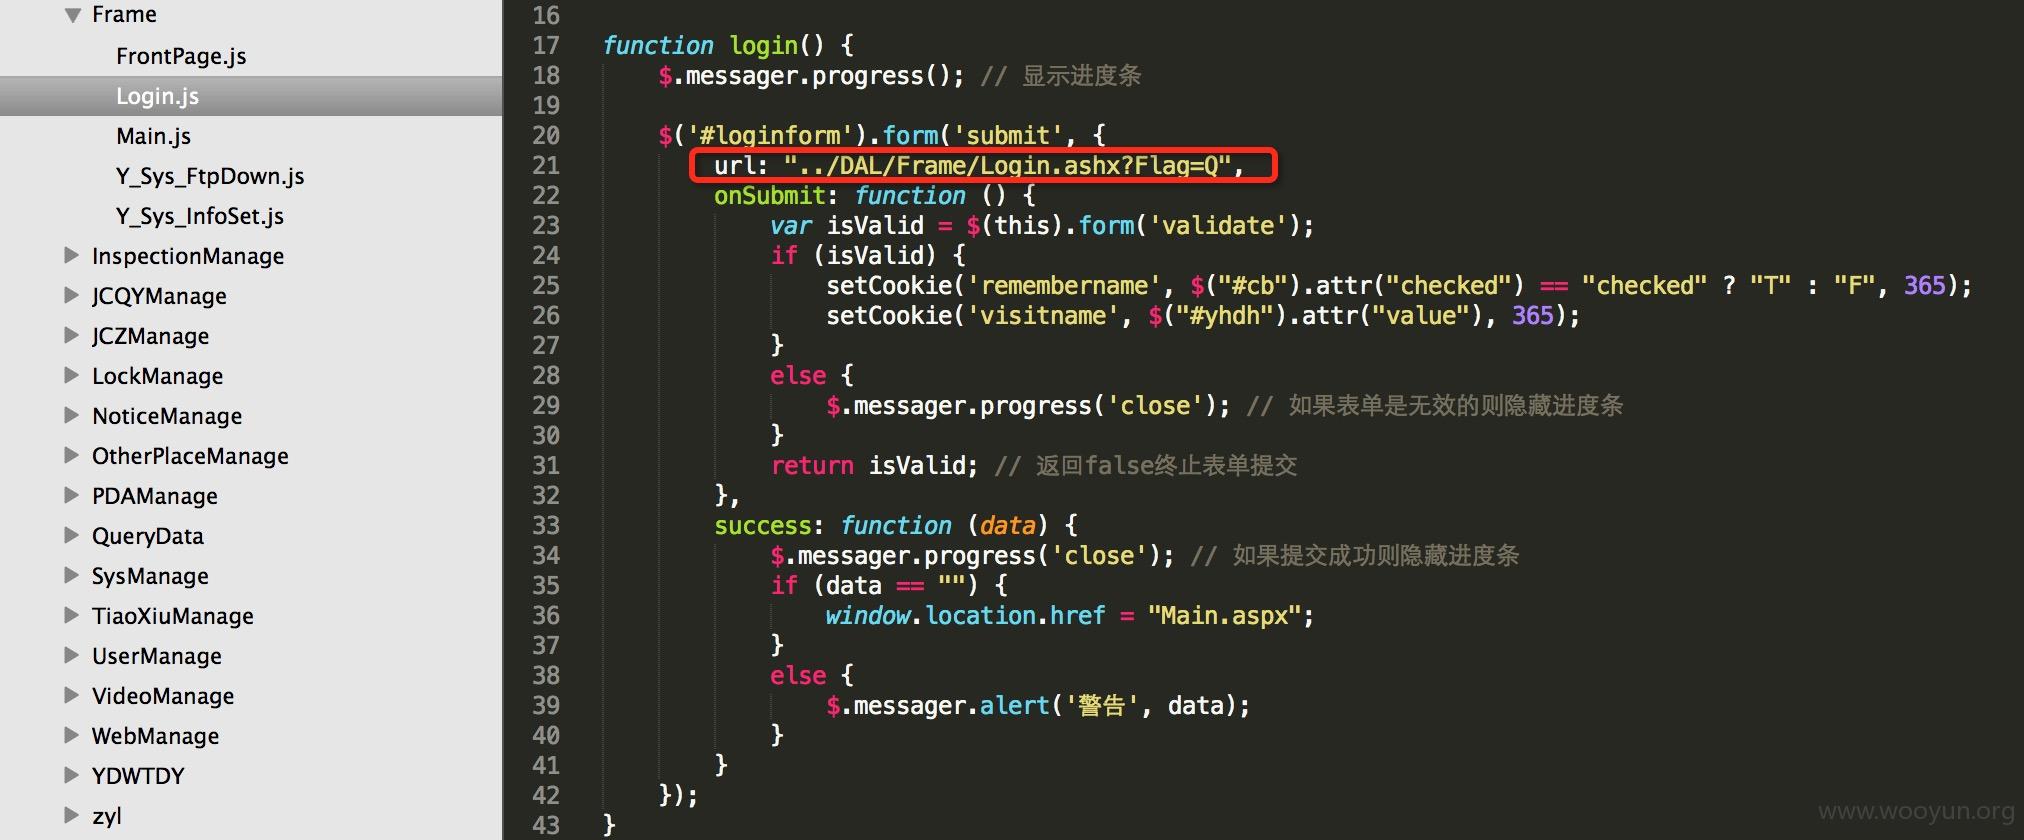 Frame
FrontPage.js
Login.js
Main.js
Y_Sys_FtpDown.js
Y_Sys_InfoSet.js
InspectionManage
JCQYManage
JCZManage
LockManage
NoticeManage
OtherPlaceManage
PDAManage
QueryData
SysManage
TiaoXiuManage
UserManage
VideoManage
WebManage
YDWTDY
zyl
16
17 function login() {
18 $.messager.progress(); // 显示进度条
19
20 $('#loginform').form('submit', {
21 url: "../DAL/Frame/Login.ashx?Flag=Q",
22 onSubmit: function () {
23 var isValid = $(this).form('validate');
24 if (isValid) {
25 setCookie('remembername', $("#cb").attr("checked") == "checked" ? "T" : "F", 365);
26 setCookie('visitname', $("#yhdh").attr("value"), 365);
27 }
28 else {
29 $.messager.progress('close'); // 如果表单是无效的则隐藏进度条
30 }
31 return isValid; // 返回false终止表单提交
32 },
33 success: function (data) {
34 $.messager.progress('close'); // 如果提交成功则隐藏进度条
35 if (data == "") {
36 window.location.href = "Main.aspx";
37 }
38 else {
39 $.messager.alert('警告', data);
40 }
41 }
42 });
43 }
www.wooyun.org